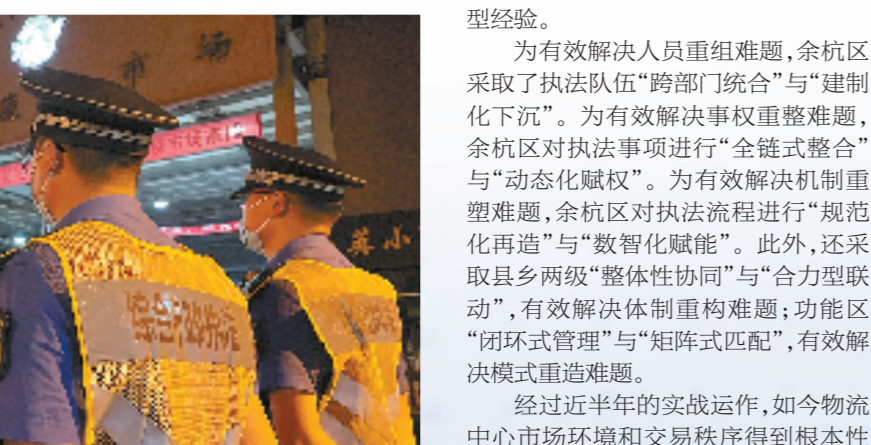 型经验。
为有效解决人员重组难题,余杭区
采取了执法队伍“跨部门统合”与“建制
化下沉”。为有效解决事权重整难题,
余杭区对执法事项进行“全链式整合”
与“动态化赋权”。为有效解决机制重
塑难题,余杭区对执法流程进行“规范
化再造”与“数智化赋能”。此外,还采
取县乡两级“整体性协同”与“合力型联
动”,有效解决体制重构难题;功能区
“闭环式管理”与“矩阵式匹配”,有效解
决模式重造难题。
经过近半年的实战运作,如今物流
中心市场环境和交易秩序得到根本性